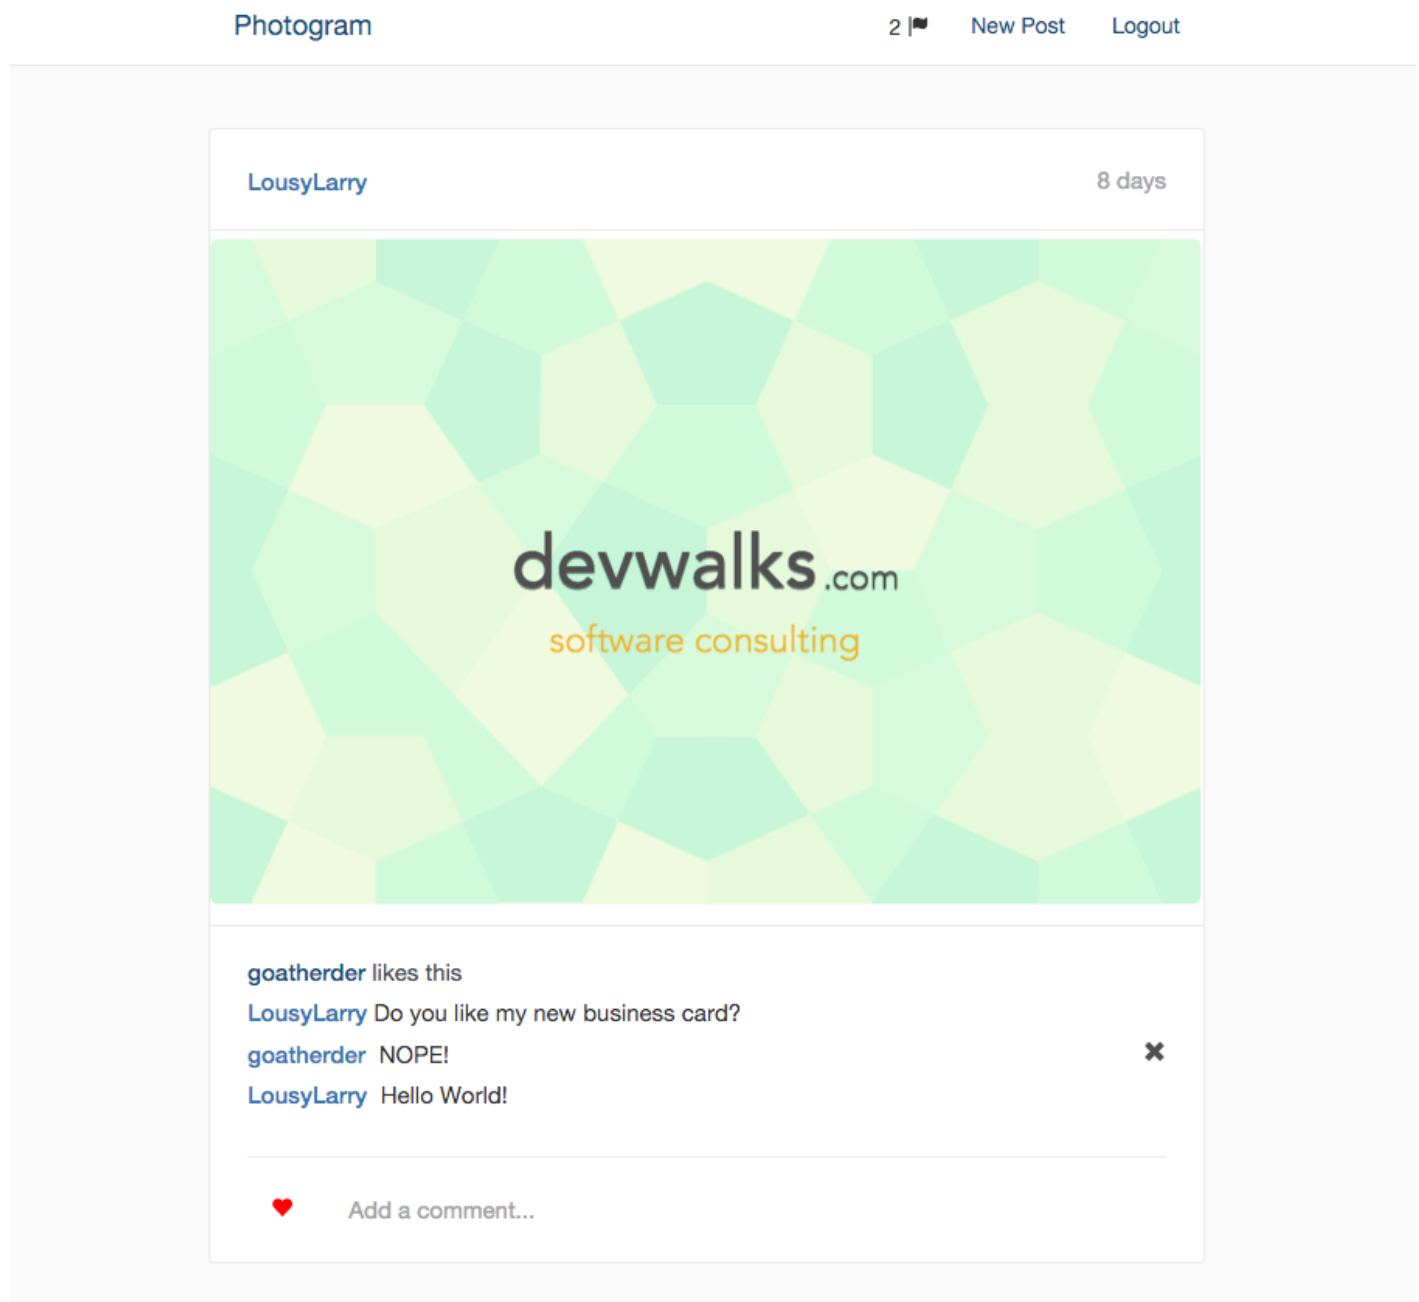 Photogram 2 New Post Logout
LousyLarry 8 days
devwalks.com
software consulting
goatherder likes this
LousyLarry Do you like my new business card?
goatherder NOPE!
LousyLarry Hello World!
Add a comment...